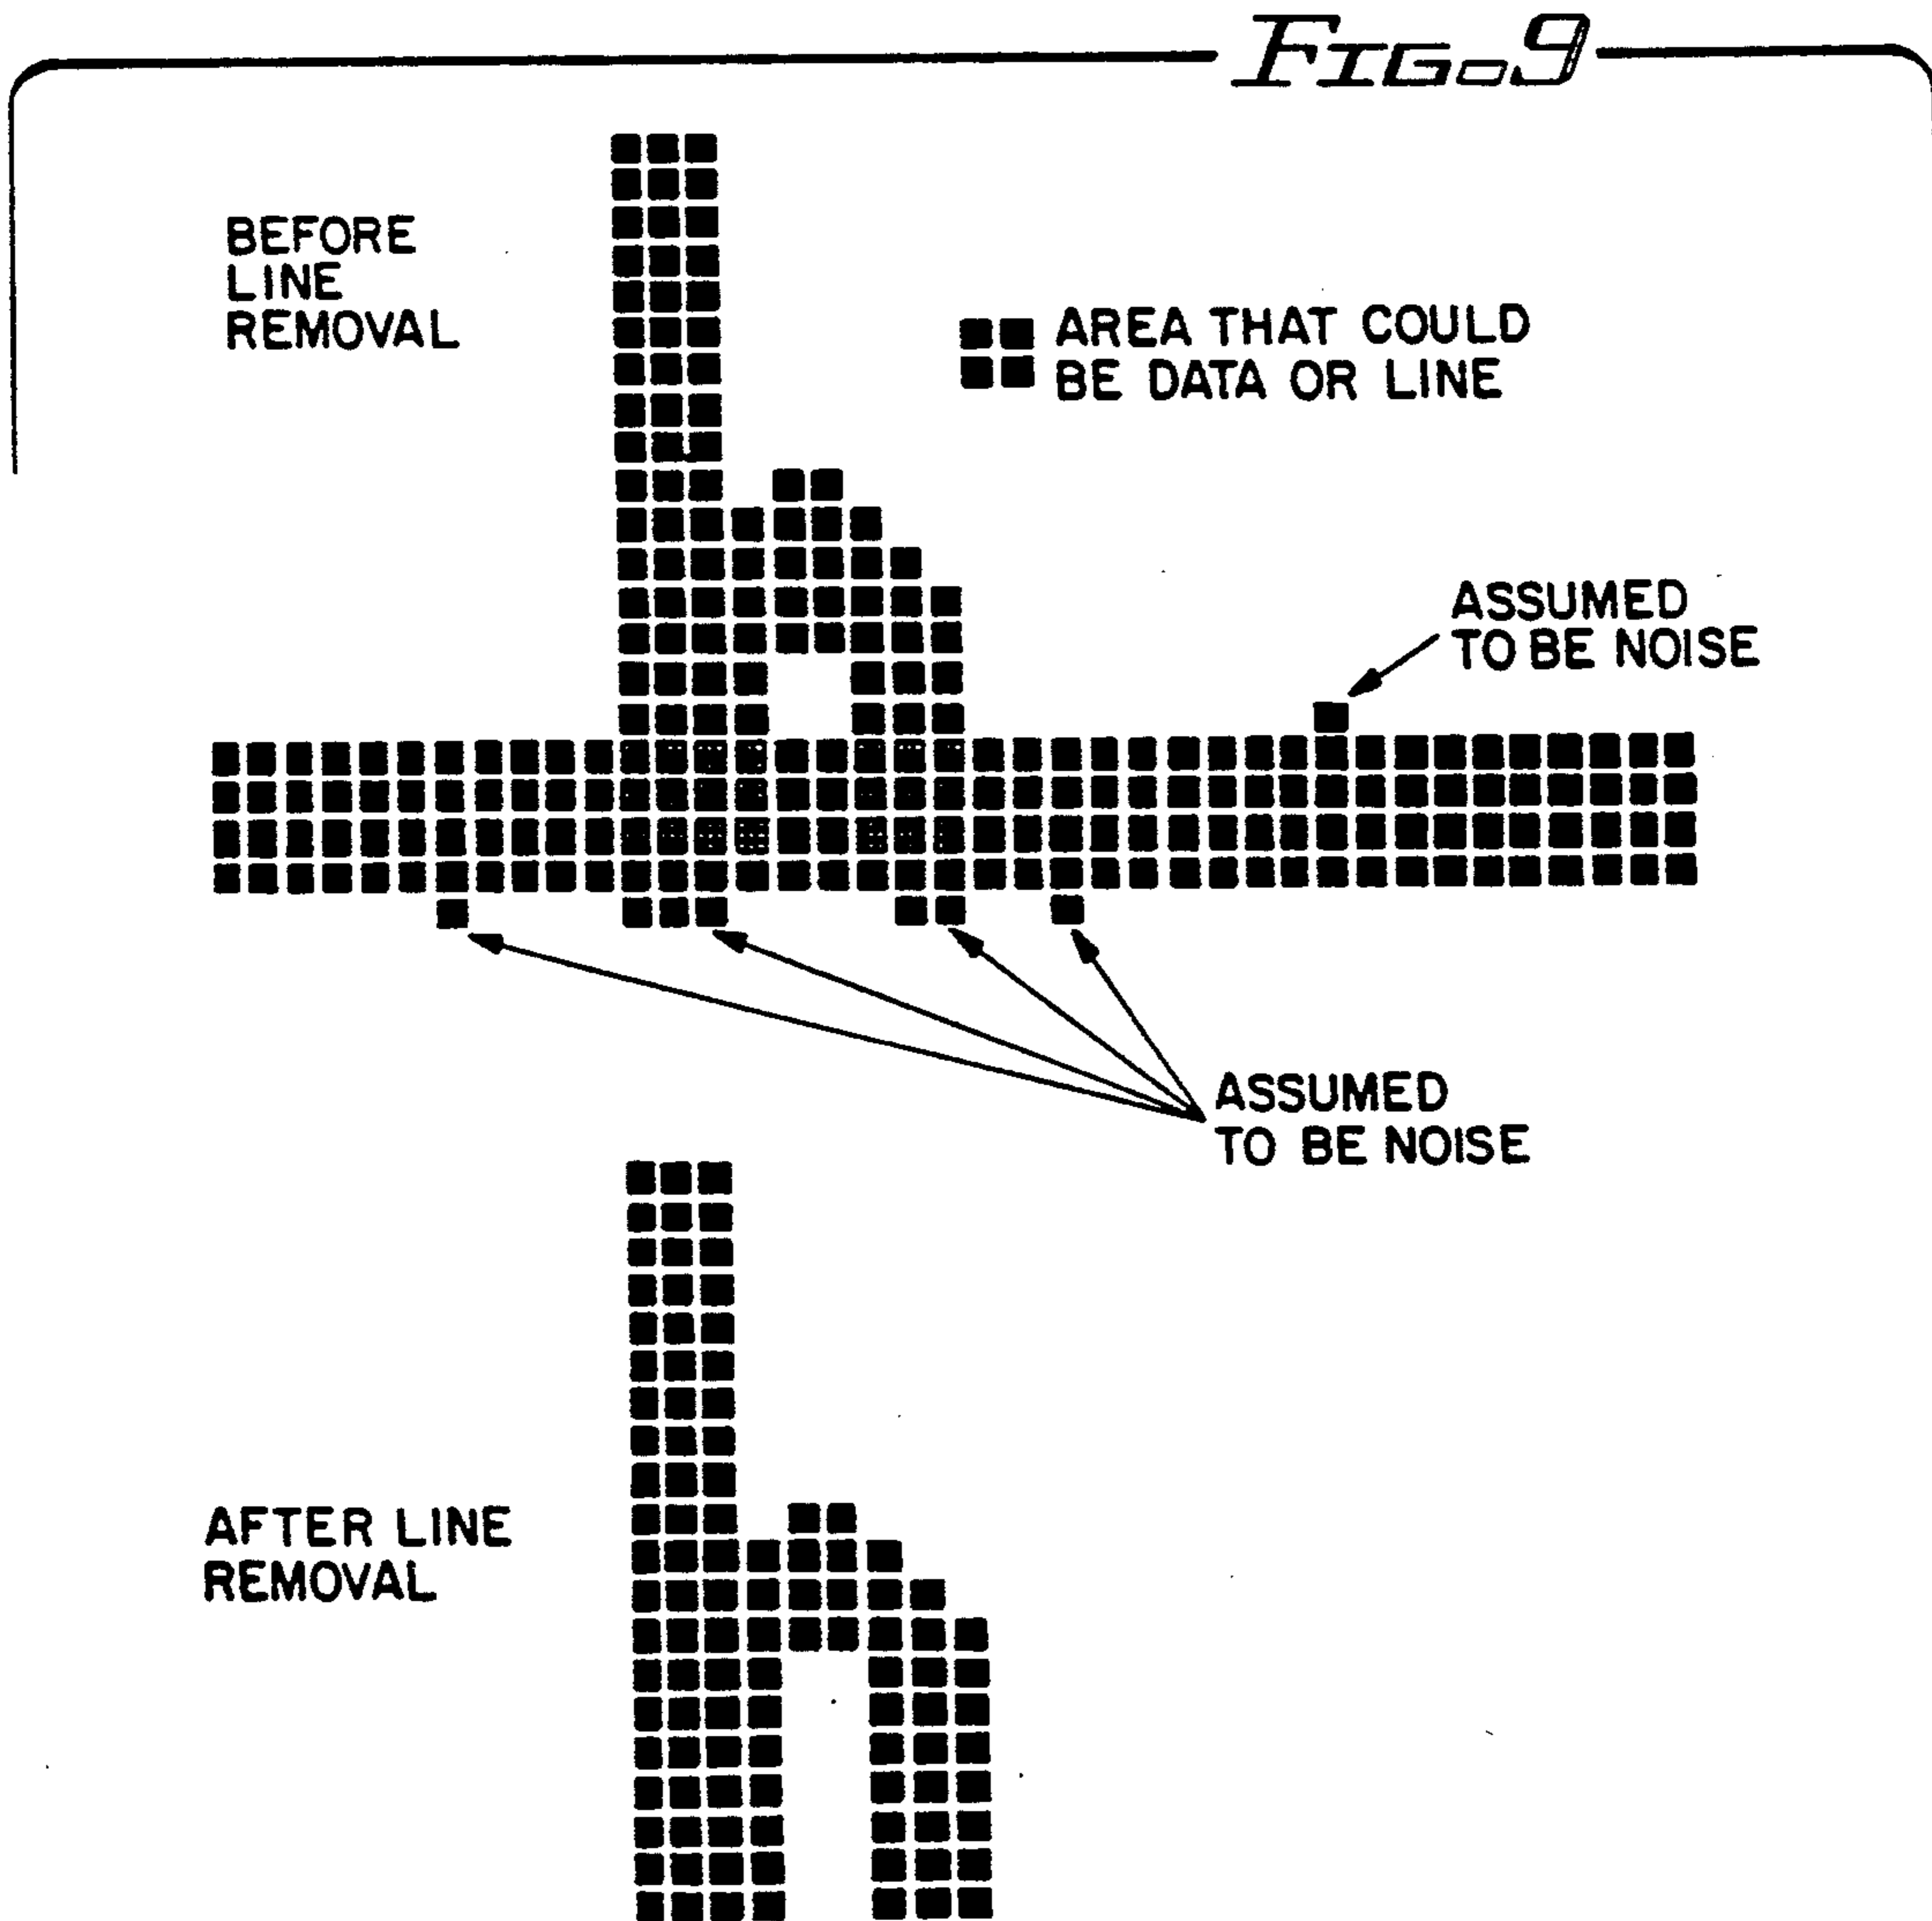 FIG. 9
BEFORE
LINE
REMOVAL
AREA THAT COULD
BE DATA OR LINE
ASSUMED
TO BE NOISE
ASSUMED
TO BE NOISE
AFTER LINE
REMOVAL